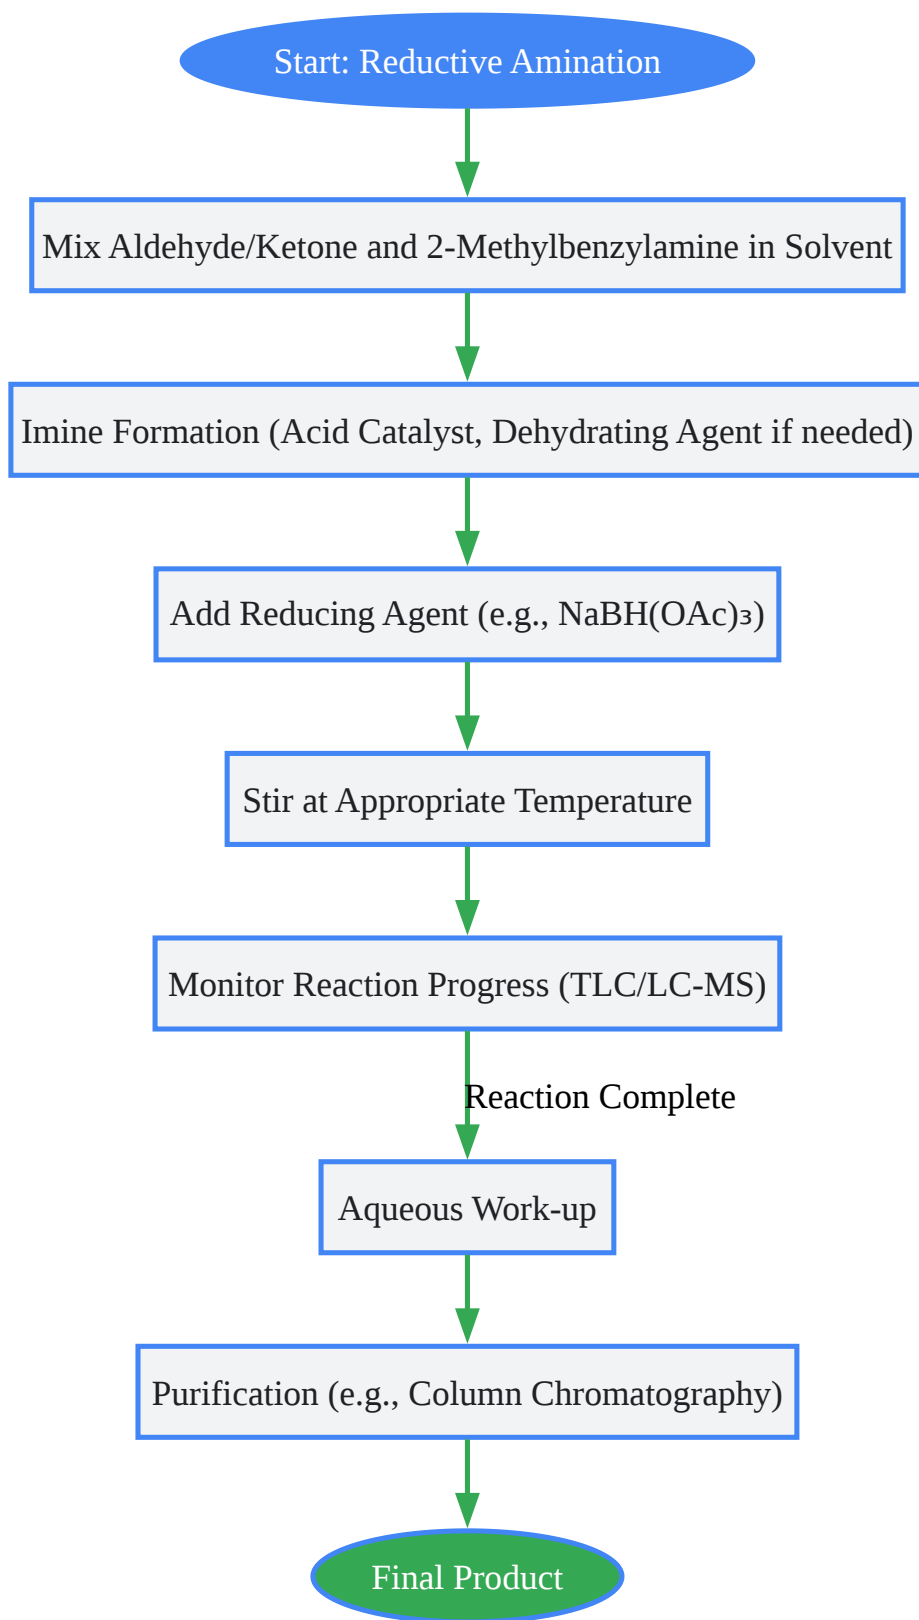 Start: Reductive Amination
Mix Aldehyde/Ketone and 2-Methylbenzylamine in Solvent
Imine Formation (Acid Catalyst, Dehydrating Agent if needed)
Add Reducing Agent (e.g., NaBH(OAc)₃)
Stir at Appropriate Temperature
Monitor Reaction Progress (TLC/LC-MS)
Reaction Complete
Aqueous Work-up
Purification (e.g., Column Chromatography)
Final Product